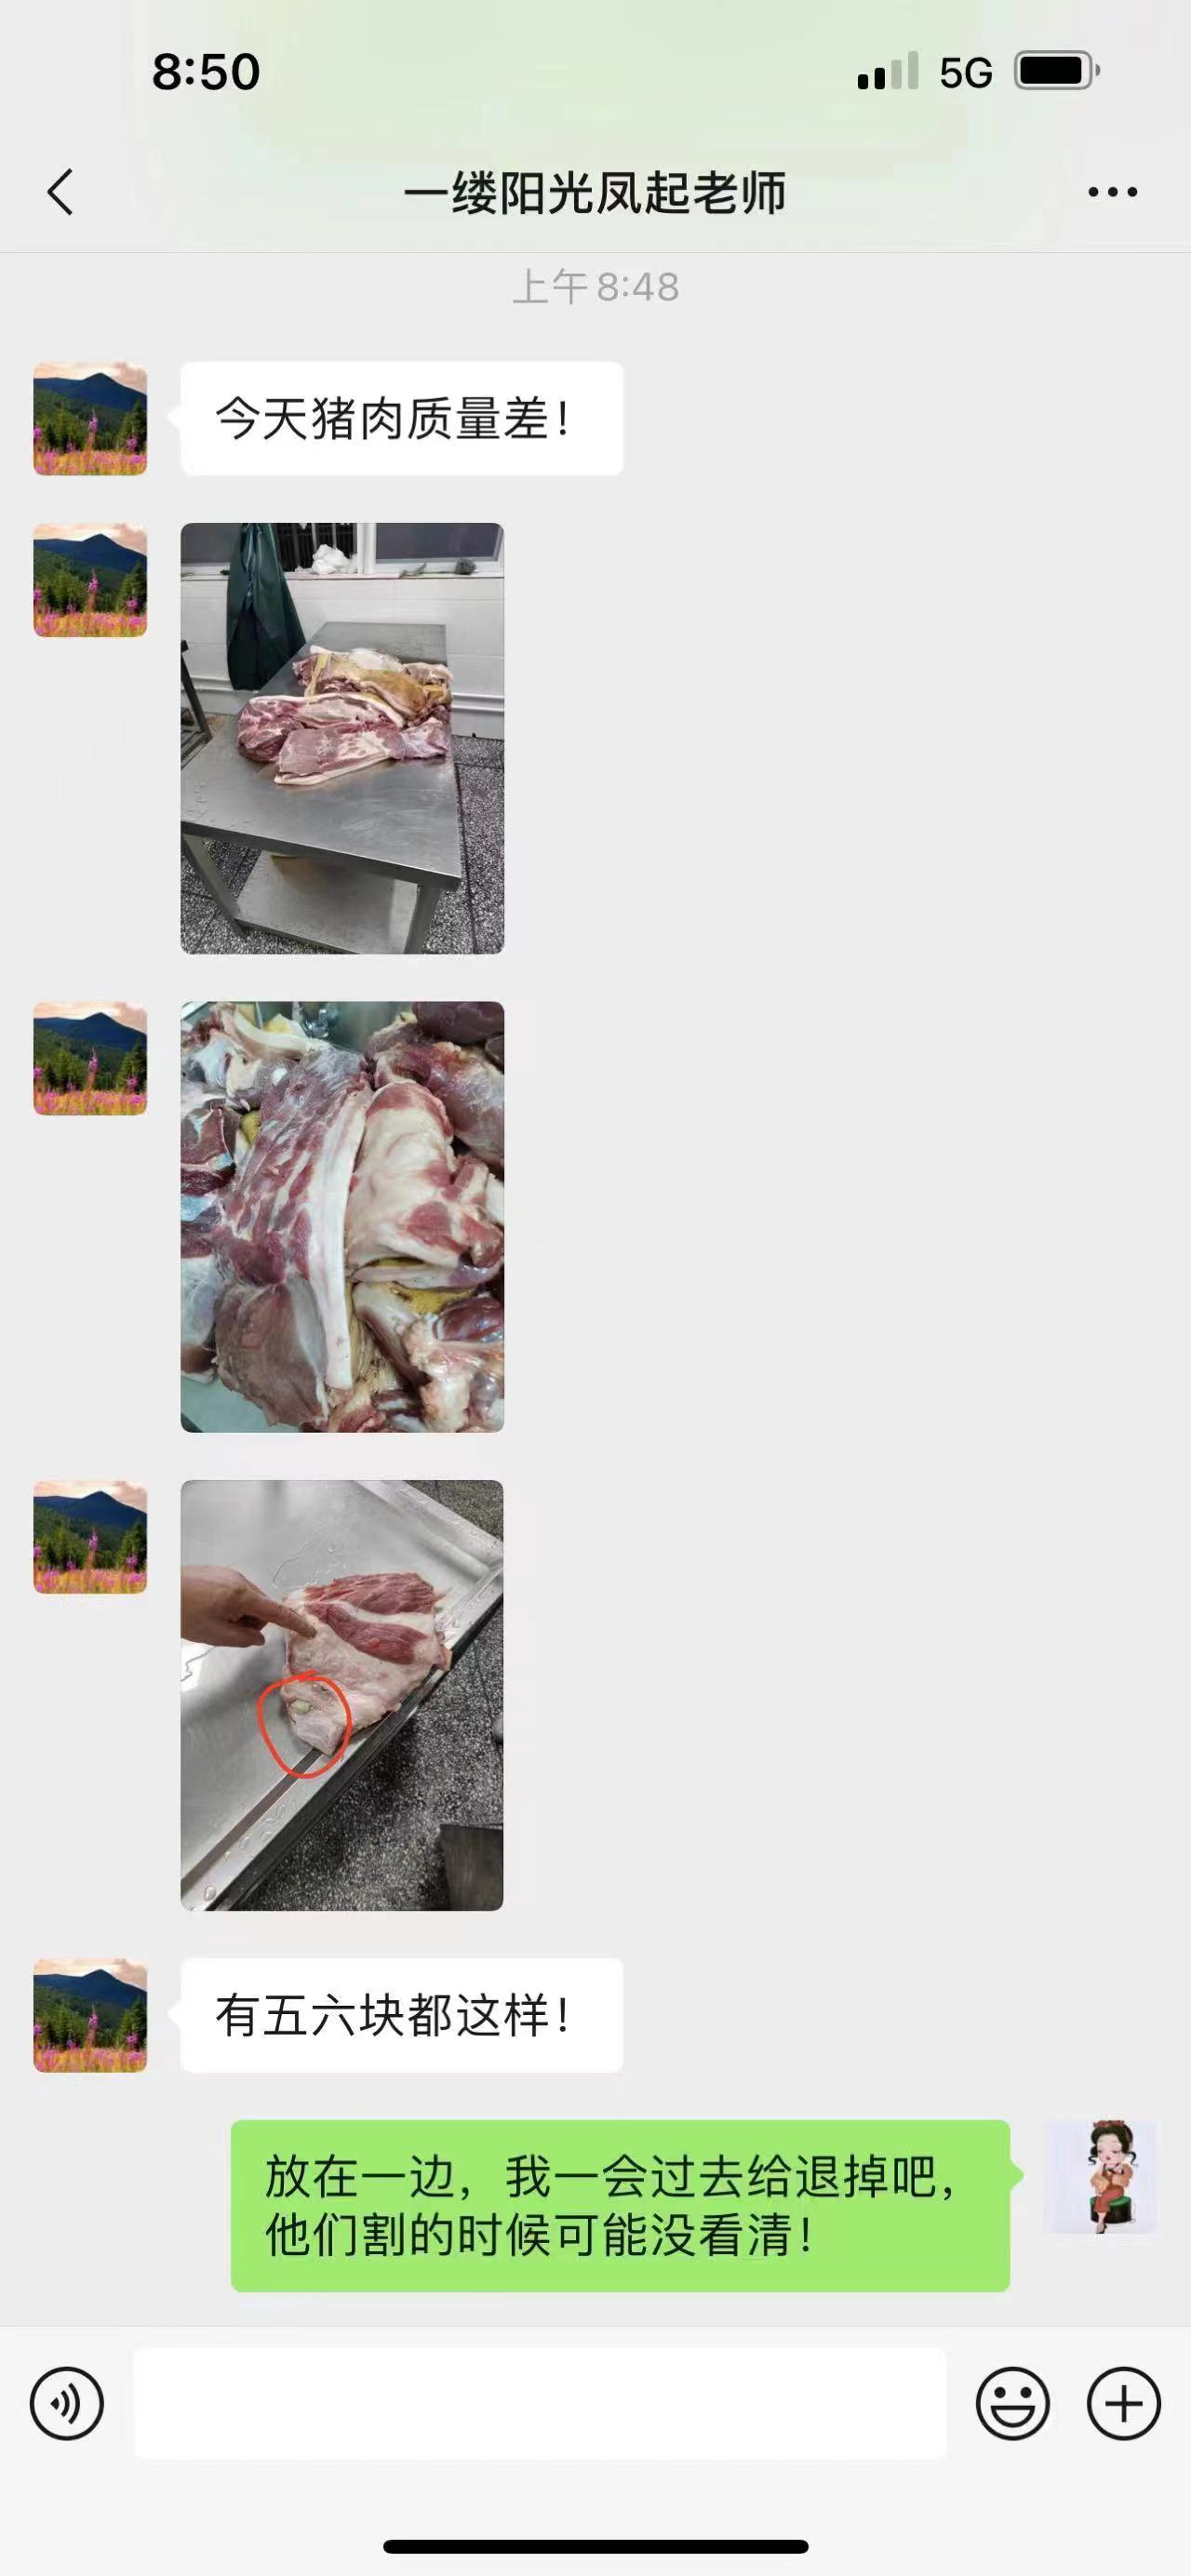 8:50
5G
一缕阳光凤起老师
上午8:48
今天猪肉质量差！
有五六块都这样！
放在一边，我一会过去给退掉吧，
他们割的时候可能没看清！